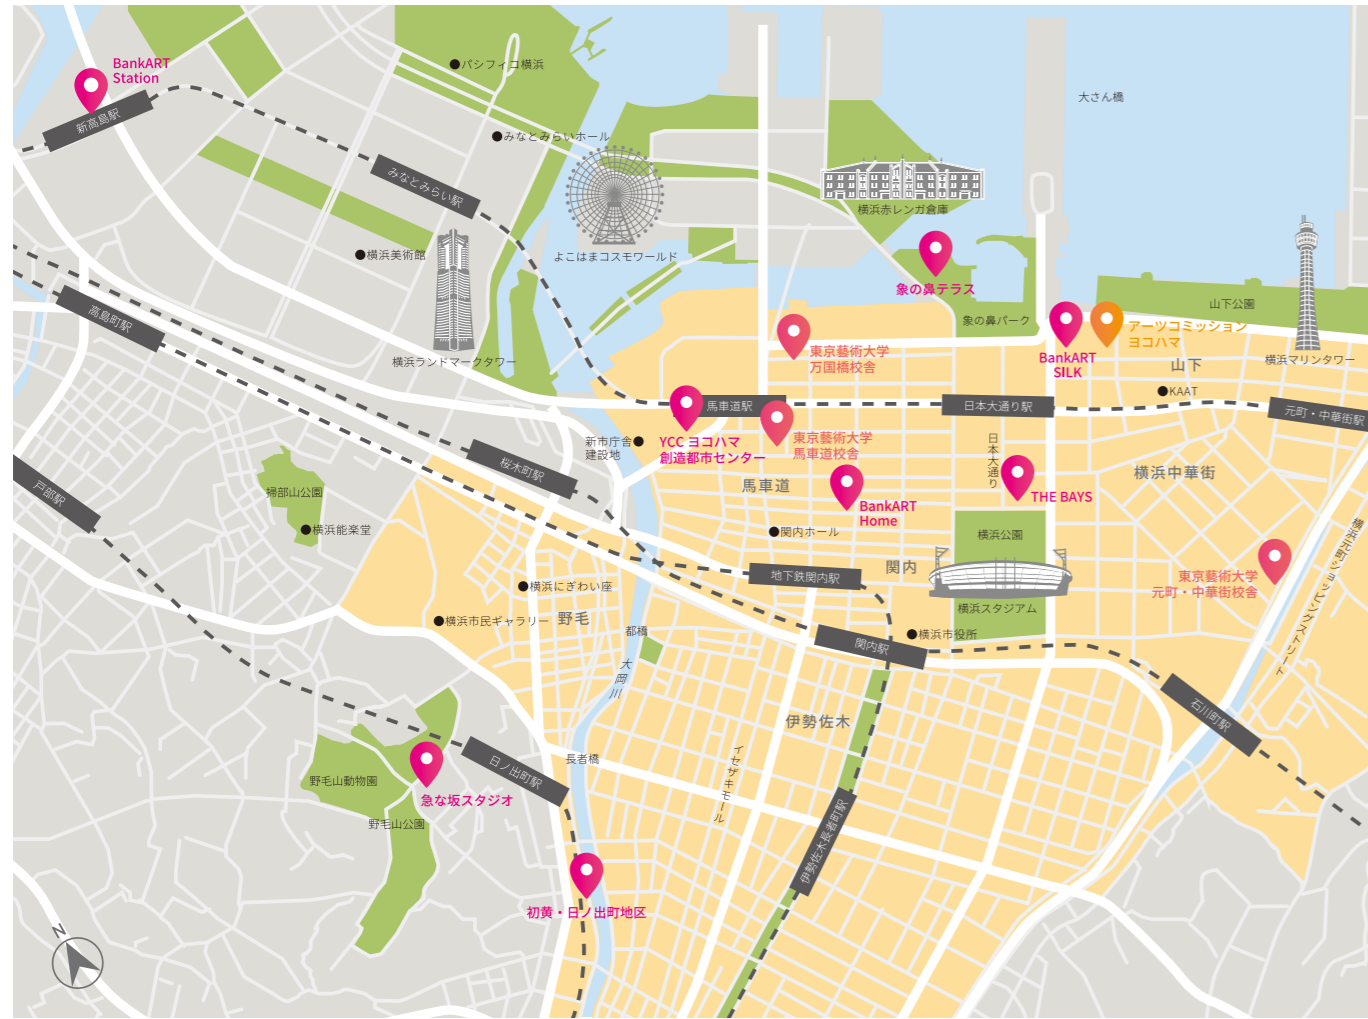 BankART
Station
新高島駅
パシフィコ横浜
みなとみらいホール
みなとみらい駅
横浜美術館
よこはまコスモワールド
横浜ランドマークタワー
大さん橋
横浜赤レンガ倉庫
象の鼻テラス
象の鼻パーク
山下公園
横浜マリンタワー
高島町駅
東京藝術大学
万国橋校舎
BankART
SILK
アーツコミッション
ヨコハマ
山下
KAAT
馬車道駅
日本大通り駅
元町・中華街駅
新市庁舎
建設地
YCC ヨコハマ
創造都市センター
東京藝術大学
馬車道校舎
日本大通り
桜木町駅
馬車道
BankART
Home
THE BAYS
横浜中華街
戸部駅
掃部山公園
横浜能楽堂
関内ホール
関内
横浜公園
横浜元町ショッピングストリート
地下鉄関内駅
横浜にぎわい座
東京藝術大学
元町・中華街校舎
横浜スタジアム
横浜市民ギャラリー
野毛
都橋
横浜市役所
関内駅
大岡川
石川町駅
伊勢佐木
イセザキモール
長者橋
日ノ出町駅
野毛山動物園
急な坂スタジオ
野毛山公園
伊勢佐木長者町駅
初黄・日ノ出町地区
N